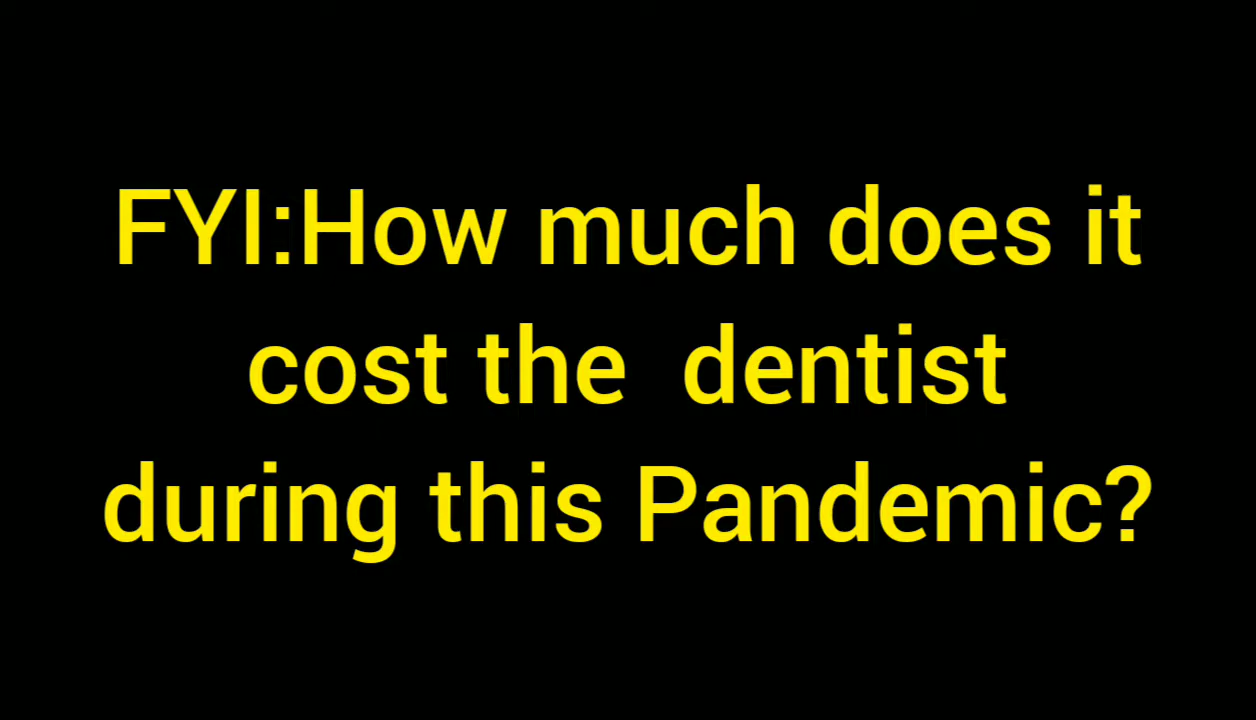 FYI:How much does it
cost the  dentist
during this Pandemic?